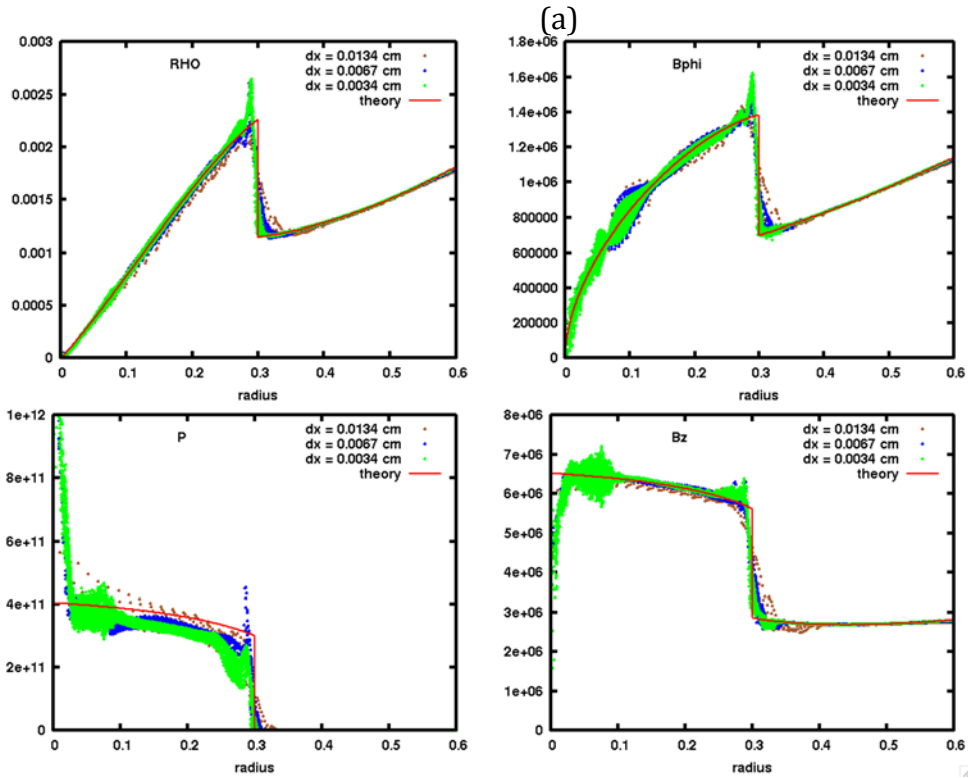 (a)
0.003
0.0025
0.002
0.0015
0.001
0.0005
0
RHO
dx = 0.0134 cm
dx = 0.0067 cm
dx = 0.0034 cm
theory
0 0.1 0.2 0.3 0.4 0.5 0.6
radius
1.8e+06
1.6e+06
1.4e+06
1.2e+06
1e+06
800000
600000
400000
200000
0
Bphi
dx = 0.0134 cm
dx = 0.0067 cm
dx = 0.0034 cm
theory
0 0.1 0.2 0.3 0.4 0.5 0.6
radius
1e+12
8e+11
6e+11
4e+11
2e+11
0
P
dx = 0.0134 cm
dx = 0.0067 cm
dx = 0.0034 cm
theory
0 0.1 0.2 0.3 0.4 0.5 0.6
radius
8e+06
7e+06
6e+06
5e+06
4e+06
3e+06
2e+06
1e+06
0
Bz
dx = 0.0134 cm
dx = 0.0067 cm
dx = 0.0034 cm
theory
0 0.1 0.2 0.3 0.4 0.5 0.6
radius